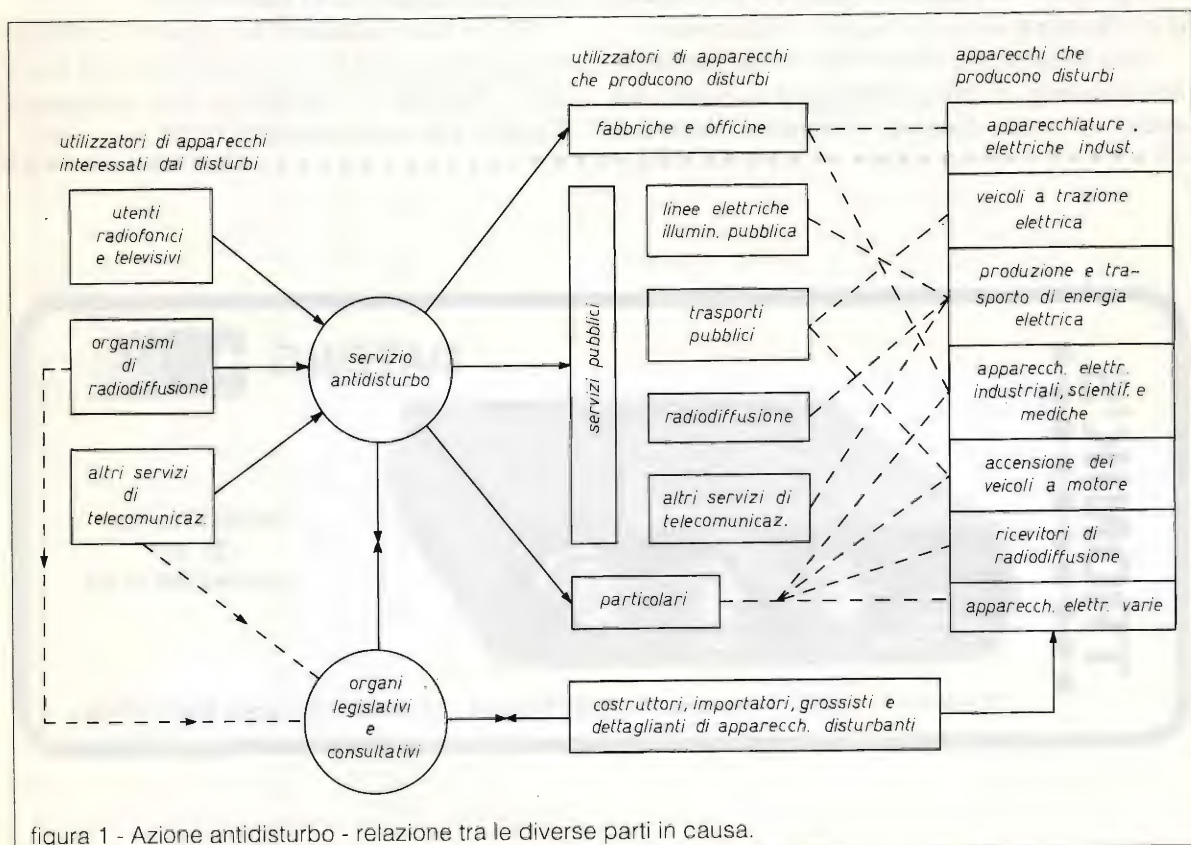 utilizzatori di apparecchi
interessati dai disturbi
utenti
radiofonici
e televisivi
organismi
di
radiodiffusione
altri servizi
di
telecomunicaz.
servizio
antidisturbo
organi
legislativi
e
consultativi
utilizzatori di apparecchi
che producono disturbi
fabbriche e officine
servizi pubblici
linee elettriche
illumin. pubblica
trasporti
pubblici
radiodiffusione
altri servizi di
telecomunicaz.
particolari
costruttori, importatori, grossisti e
dettaglianti di apparecch. disturbanti
apparecchi che
producono disturbi
apparecchiature .
elettriche indust.
veicoli a trazione
elettrica
produzione e tra-
sporto di energia
elettrica
apparecch. elettr.
industriali, scientif. e
mediche
accensione dei
veicoli a motore
ricevitori di
radiodiffusione
apparecch. elettr. varie
figura 1 - Azione antidisturbo - relazione tra le diverse parti in causa.